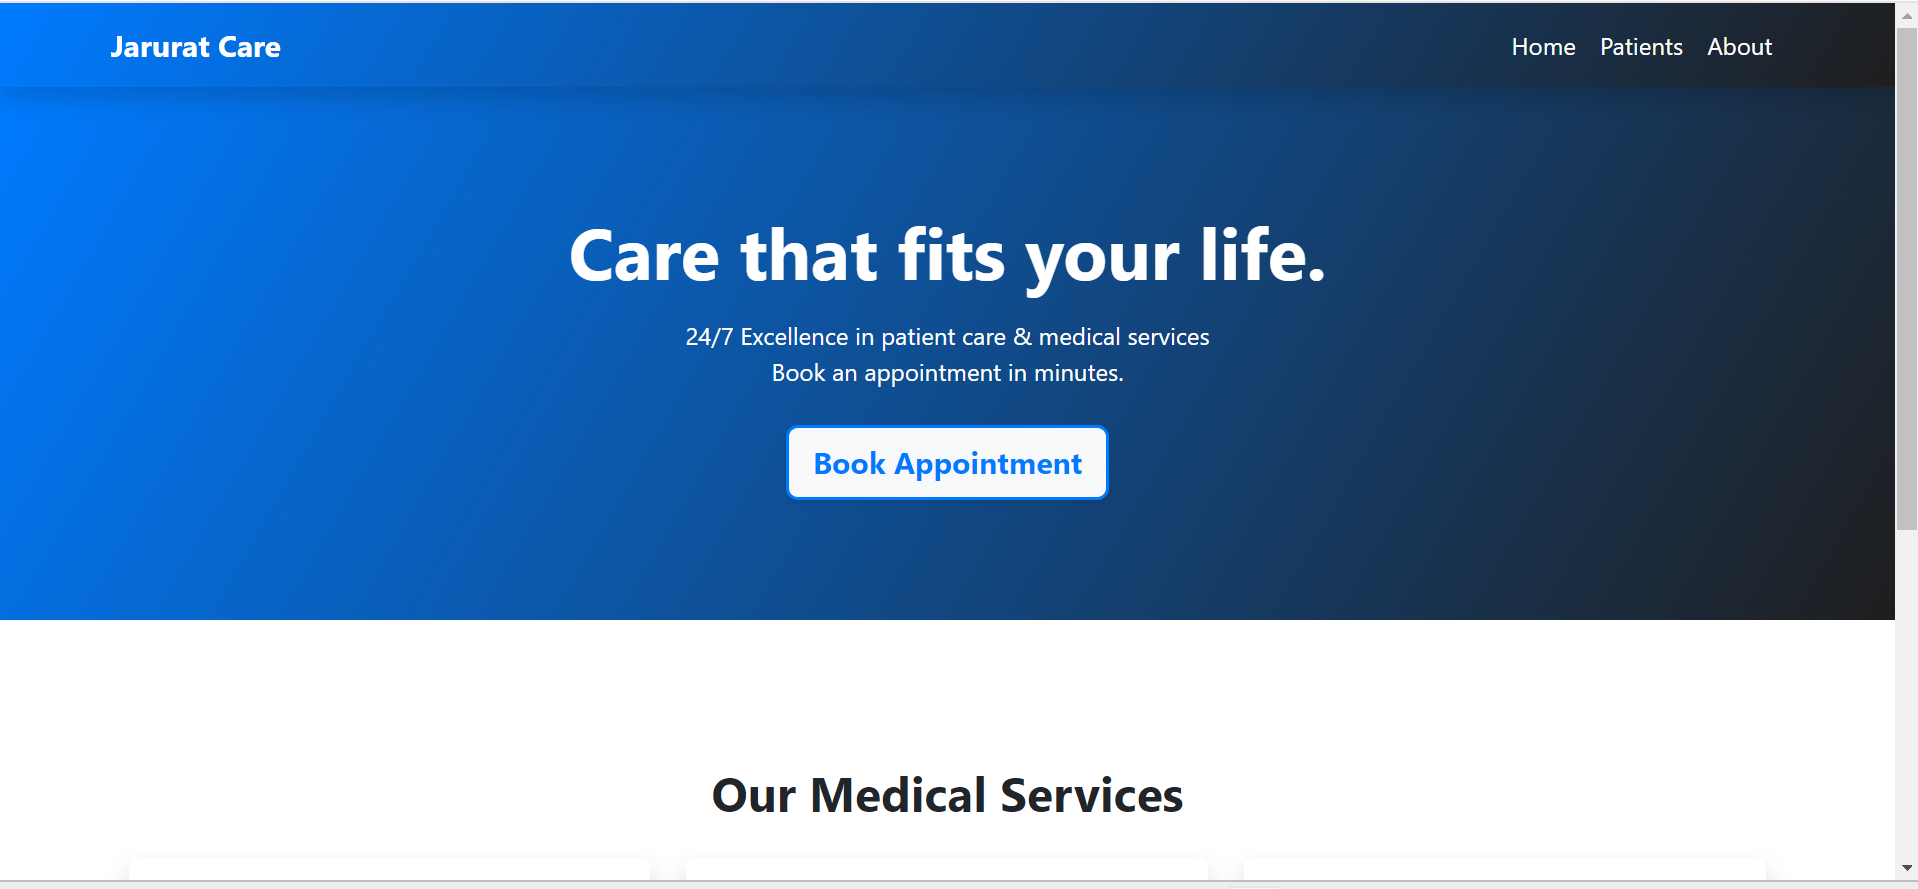 Jarurat Care
Home Patients About
Care that fits your life.
24/7 Excellence in patient care & medical services
Book an appointment in minutes.
Book Appointment
Our Medical Services